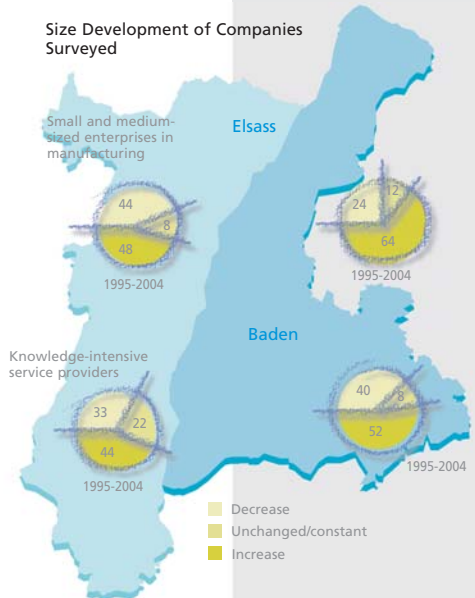 Size Development of Companies
Surveyed
Small and medium-
sized enterprises in
manufacturing
Elsass
44
8
48
1995-2004
24
12
64
1995-2004
Baden
Knowledge-intensive
service providers
33
22
44
1995-2004
40
8
52
1995-2004
Decrease
Unchanged/constant
Increase